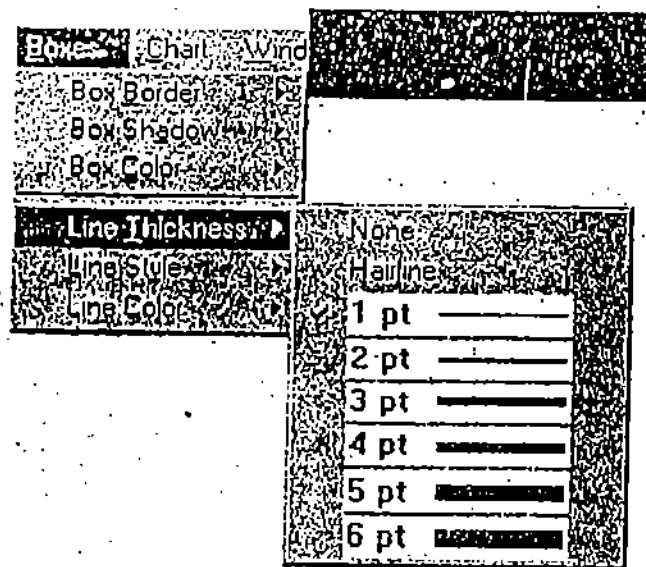 Boxes Chart Wind
Box Border
Box Shadow
Box Color
Line Thickness
Line Style
Line Color
None
Hairline
1 pt
2 pt
3 pt
4 pt
5 pt
6 pt